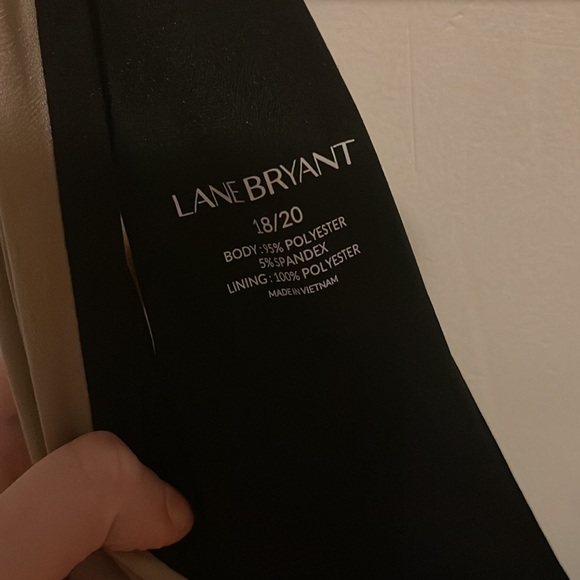 LANE BRYANT
18/20
BODY : 95% POLYESTER
5% SPANDEX
LINING : 100% POLYESTER
MADE IN VIETNAM